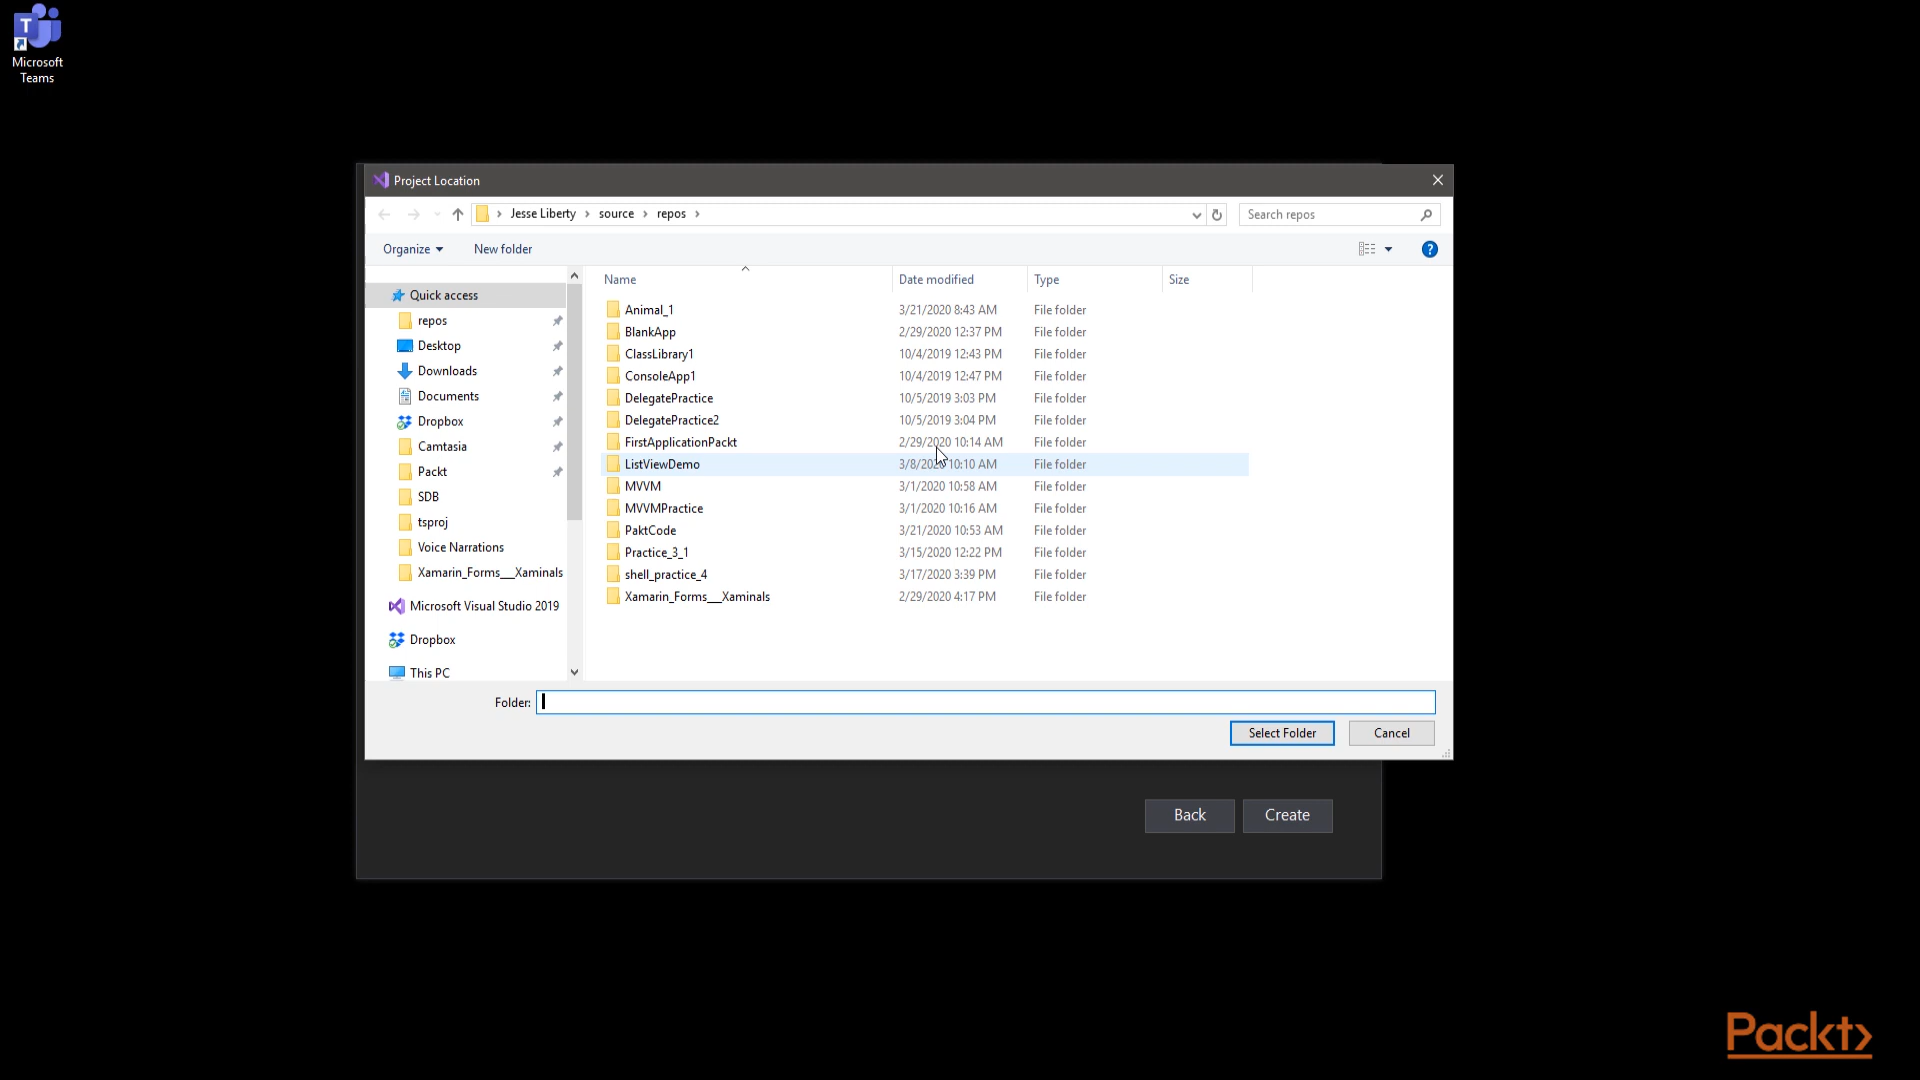 T
Microsoft
Teams
Project Location
Jesse Liberty > source > repos >
Search repos
Organize
New folder
?
Name
Date modified
Type
Size
Quick access
repos
Desktop
Downloads
Documents
Dropbox
Camtasia
Packt
SDB
tsproj
Voice Narrations
Xamarin_Forms__Xaminals
Microsoft Visual Studio 2019
Dropbox
This PC
Animal_1 3/21/2020 8:43 AM File folder
BlankApp 2/29/2020 12:37 PM File folder
ClassLibrary1 10/4/2019 12:43 PM File folder
ConsoleApp1 10/4/2019 12:47 PM File folder
DelegatePractice 10/5/2019 3:03 PM File folder
DelegatePractice2 10/5/2019 3:04 PM File folder
FirstApplicationPackt 2/29/2020 10:14 AM File folder
ListViewDemo 3/8/2020 10:10 AM File folder
MVVM 3/1/2020 10:58 AM File folder
MVVMPractice 3/1/2020 10:16 AM File folder
PaktCode 3/21/2020 10:53 AM File folder
Practice_3_1 3/15/2020 12:22 PM File folder
shell_practice_4 3/17/2020 3:39 PM File folder
Xamarin_Forms__Xaminals 2/29/2020 4:17 PM File folder
Folder:
Select Folder
Cancel
Back
Create
Packt>